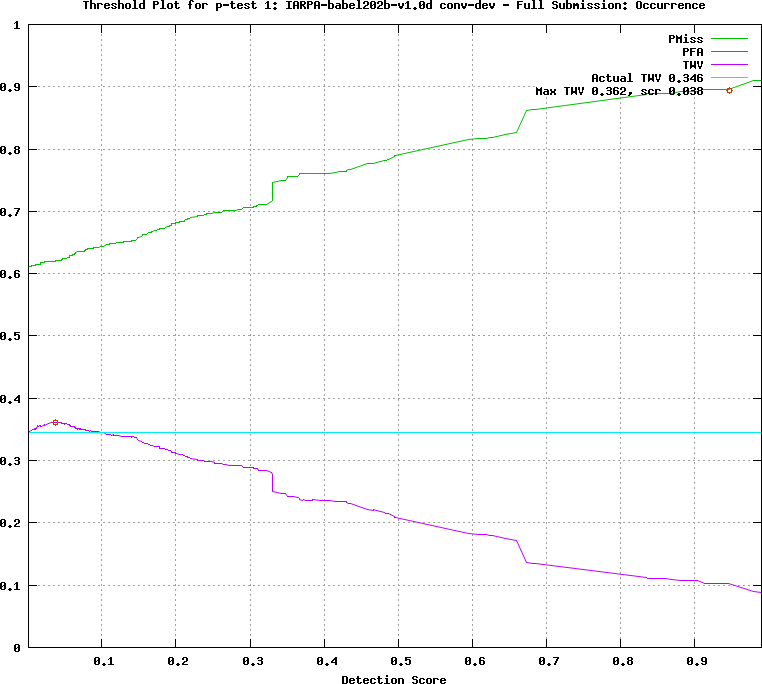 Threshold Plot for p-test 1: IARPA-babel202b-v1.0d conv-dev - Full Submission: Occurrence
1
PMiss
PFA
TWV
Actual TWV 0.346
Max TWV 0.362, scr 0.038
0.9
0.8
0.7
0.6
0.5
0.4
0.3
0.2
0.1
0
0.1 0.2 0.3 0.4 0.5 0.6 0.7 0.8 0.9
Detection Score